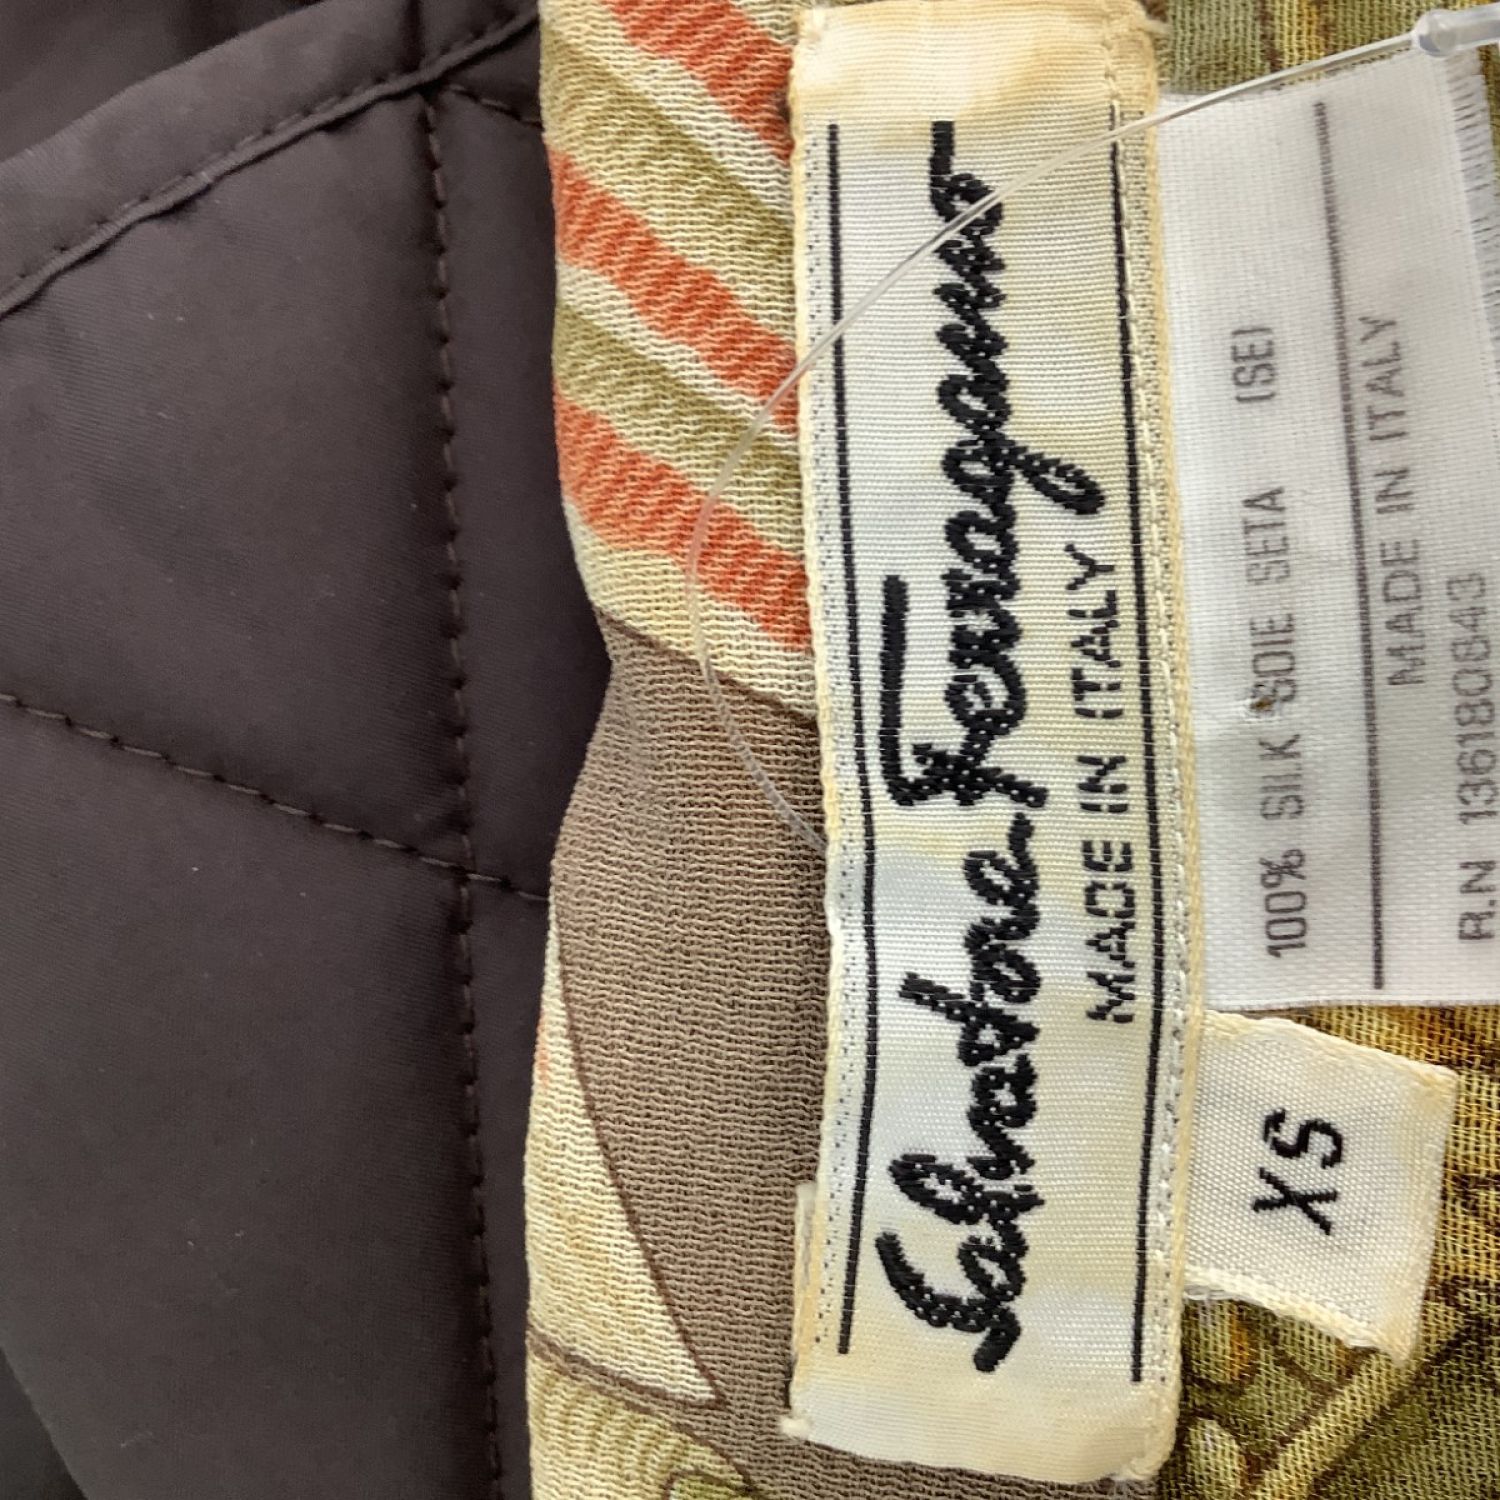 Salvatore Ferragamo
MADE IN ITALY
100% SILK SOIE SETA (SE)
MADE IN ITALY
R.N 136180843
XS